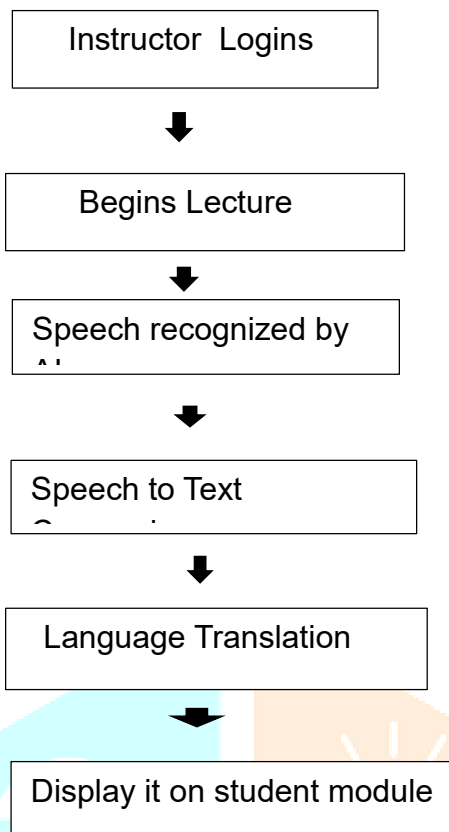 Instructor Logins
Begins Lecture
Speech recognized by
Speech to Text
Language Translation
Display it on student module